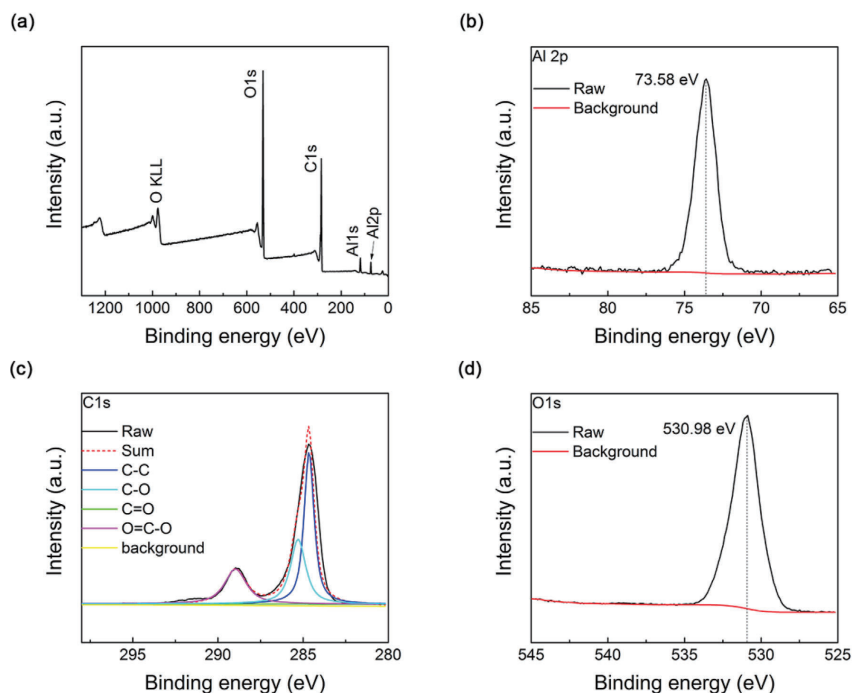 (a)
Intensity (a.u.)
O KLL
O1s
C1s
Al1s
Al2p
1200 1000 800 600 400 200 0
Binding energy (eV)
(b)
Al 2p
Raw
Background
73.58 eV
Intensity (a.u.)
85 80 75 70 65
Binding energy (eV)
(c)
C1s
Raw
Sum
C-C
C-O
C=O
O=C-O
background
Intensity (a.u.)
295 290 285 280
Binding energy (eV)
(d)
O1s
Raw
Background
530.98 eV
Intensity (a.u.)
545 540 535 530 525
Binding energy (eV)